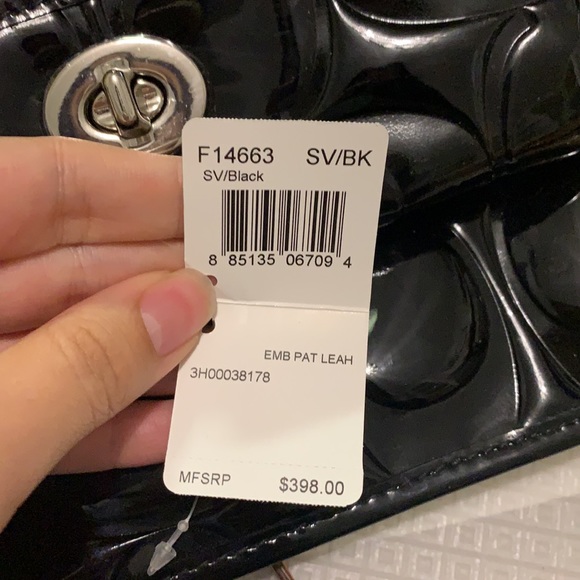 F14663 SV/BK
SV/Black
8 85135 06709 4
EMB PAT LEAH
3H00038178
MFSRP $398.00